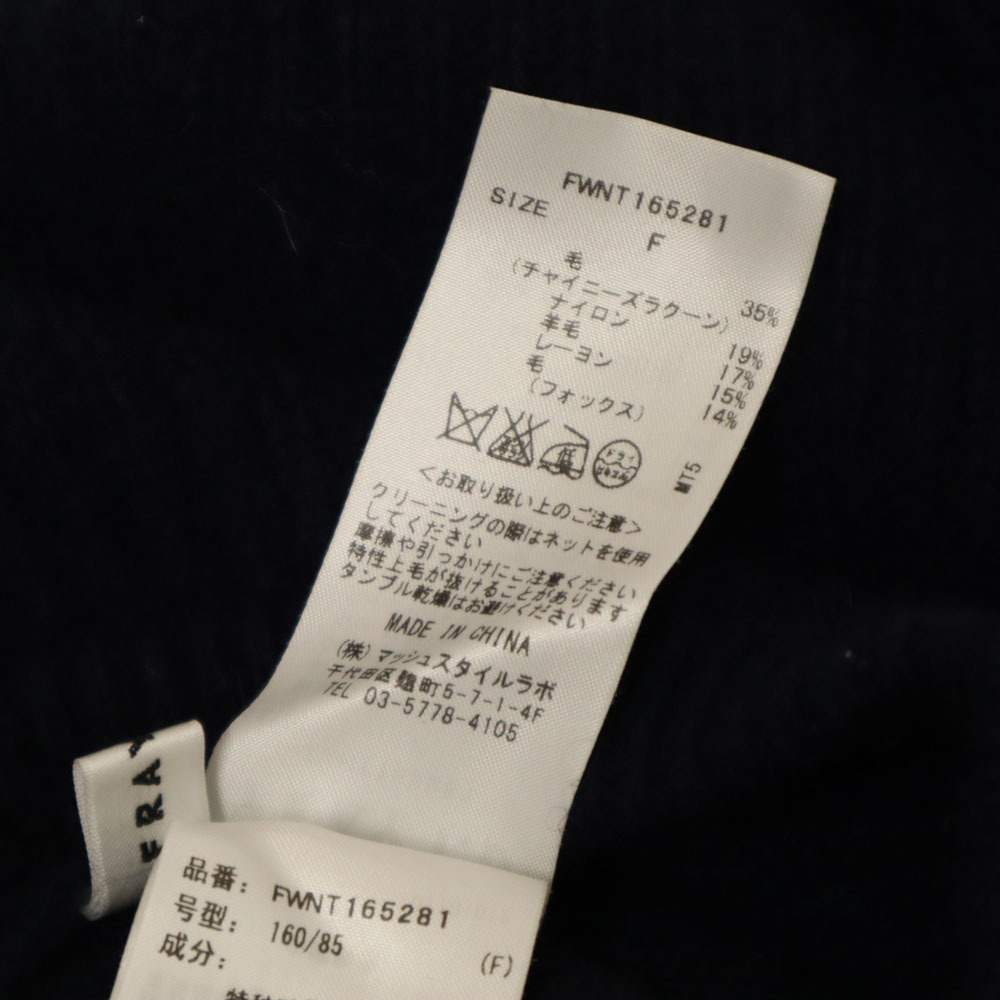 FWNT165281
SIZE F
毛 35%
(チャイニーズラクーン)
ナイロン 19%
羊毛 17%
レーヨン 15%
毛 14%
(フォックス)
低
ドライ
MT5
<お取り扱い上のご注意>
クリーニングの際はネットを使用
してください
摩擦や引っかけにご注意ください
特性上毛が抜けることがあります
タンブル乾燥はお避けください
MADE IN CHINA
(株)マッシュスタイルラボ
千代田区麹町5-7-1-4F
TEL 03-5778-4105
FRA
品番: FWNT165281
号型: 160/85 (F)
成分: